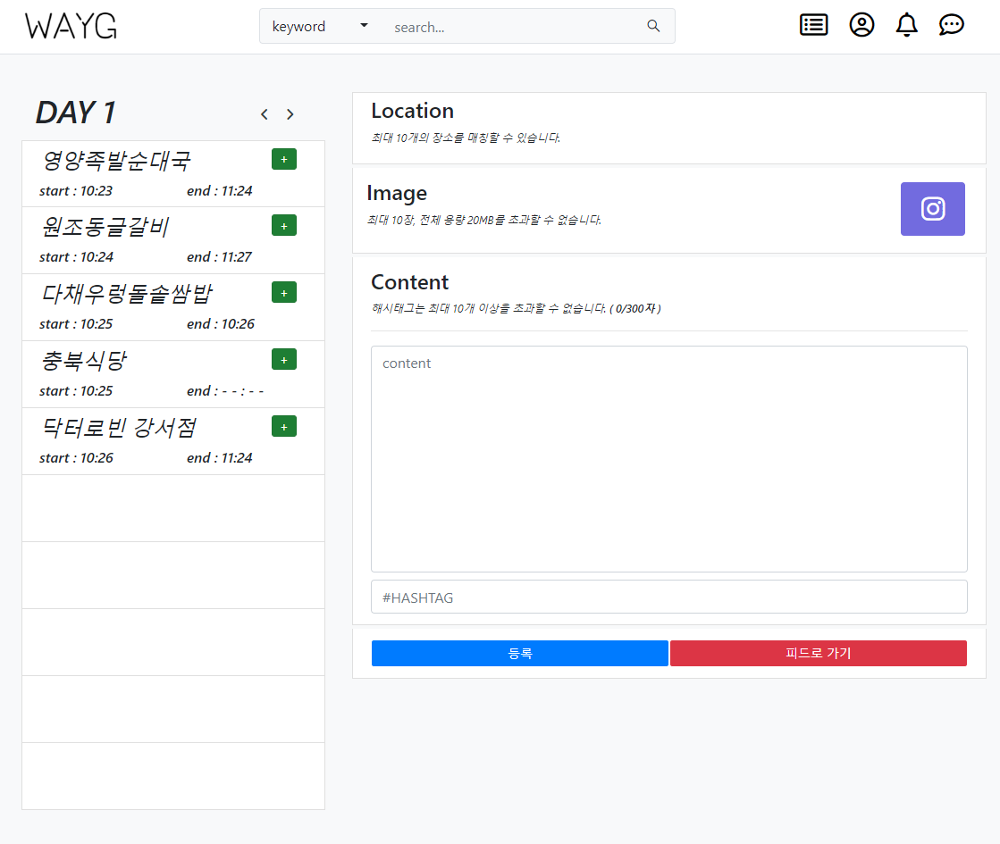 WAYG
keyword
search...
DAY 1
영양족발순대국
+
start : 10:23
end : 11:24
원조동글갈비
+
start : 10:24
end : 11:27
다채우렁돌솥쌈밥
+
start : 10:25
end : 10:26
충북식당
+
start : 10:25
end : - - : - -
닥터로빈 강서점
+
start : 10:26
end : 11:24
Location
최대 10개의 장소를 매칭할 수 있습니다.
Image
최대 10장, 전체 용량 20MB를 초과할 수 없습니다.
Content
해시태그는 최대 10개 이상을 초과할 수 없습니다. ( 0/300자 )
content
#HASHTAG
등록
피드로 가기